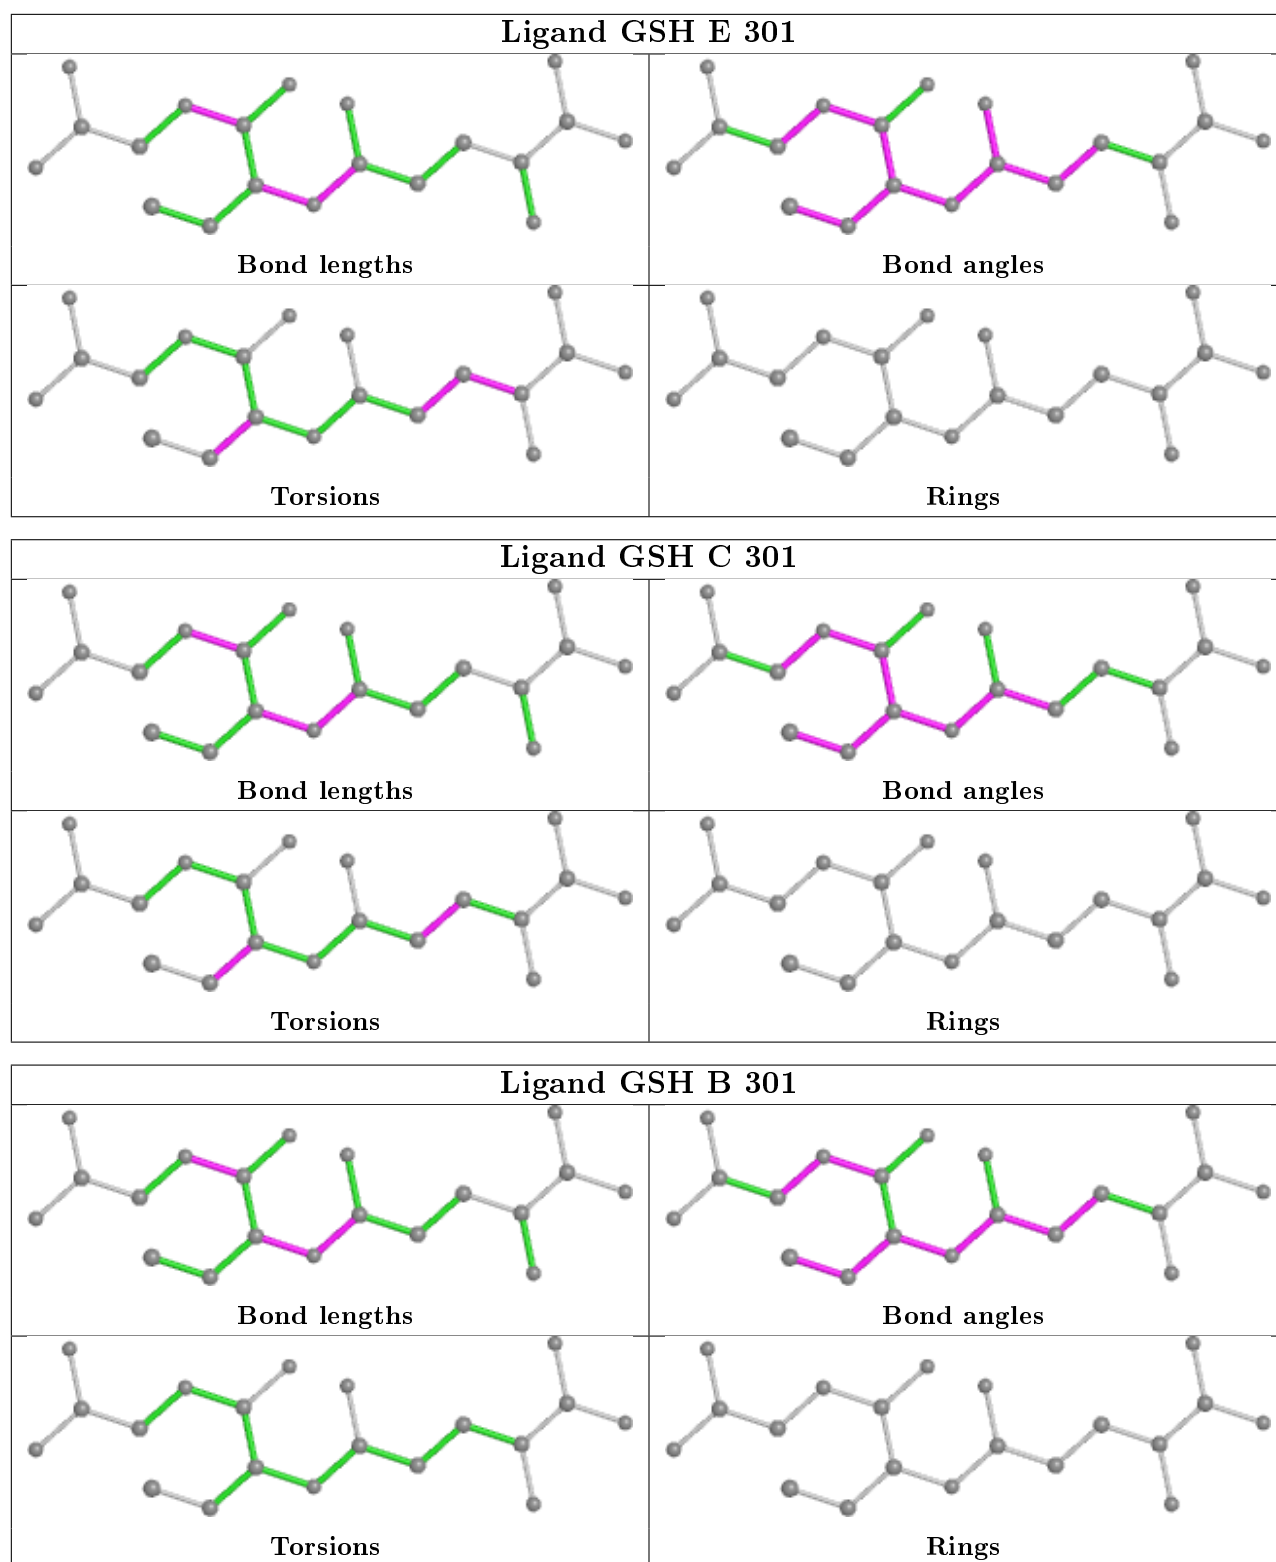 Ligand GSH E 301
Bond lengths
Bond angles
Torsions
Rings
Ligand GSH C 301
Bond lengths
Bond angles
Torsions
Rings
Ligand GSH B 301
Bond lengths
Bond angles
Torsions
Rings